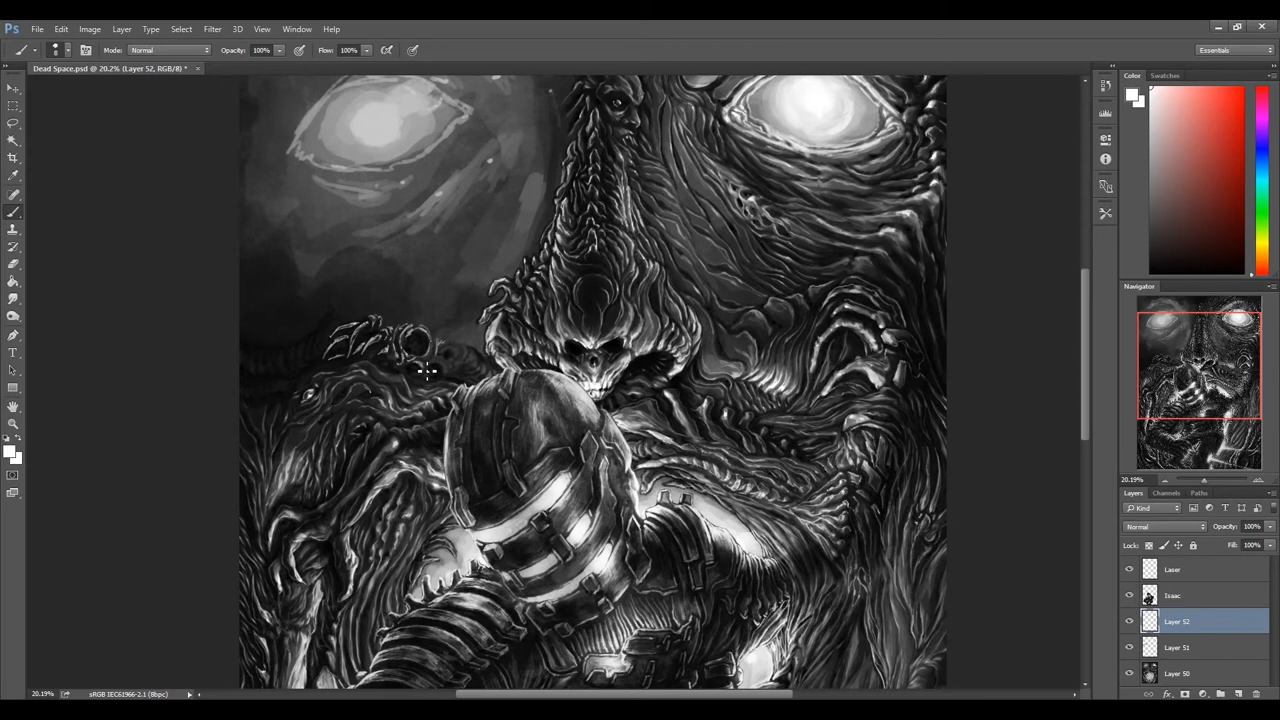 Ps File Edit Image Layer Type Select Filter 3D View Window Help
Mode: Normal Opacity: 100% Flow: 100% Essentials
Dead Space.psd @ 20.2% (Layer 52, RGB/8) * ×
Color Swatches
Navigator
20.19%
Layers Channels Paths
Kind
Normal Opacity: 100%
Lock: Fill: 100%
Laser
Isaac
Layer 52
Layer 51
Layer 50
20.19% sRGB IEC61966-2.1 (8bpc)